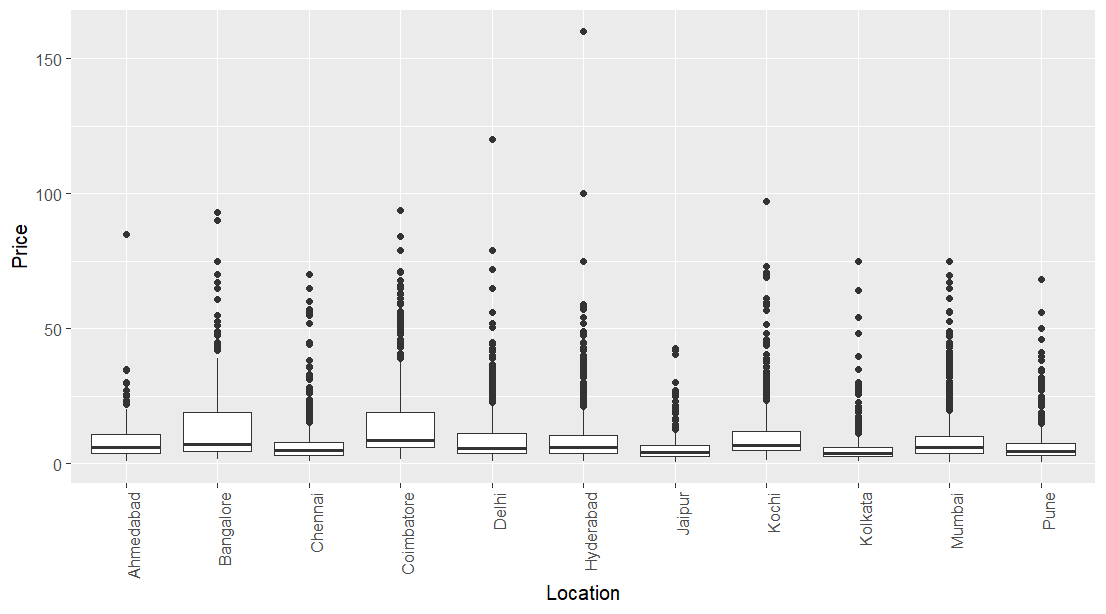 Price
150
100
50
0
Ahmedabad
Bangalore
Chennai
Coimbatore
Delhi
Hyderabad
Jaipur
Kochi
Kolkata
Mumbai
Pune
Location